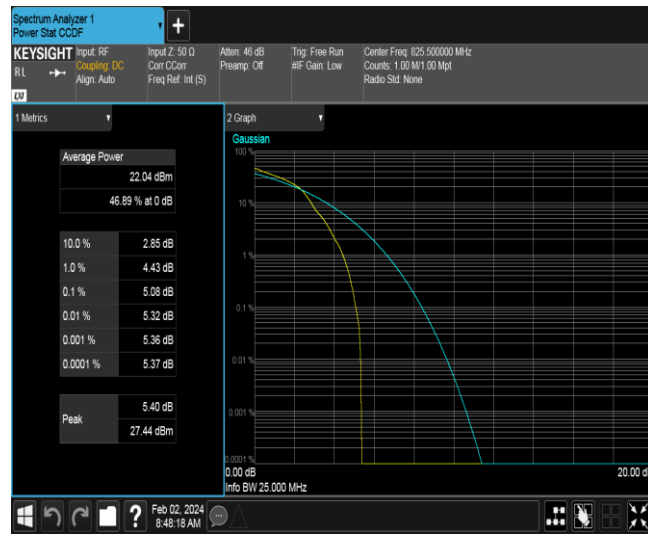 Spectrum Analyzer 1
Power Stat CCDF
+
KEYSIGHT
RL
LXI
Input: RF
Coupling: DC
Align: Auto
Input Z: 50 Ω
Corr CCorr
Freq Ref: Int (S)
Atten: 46 dB
Preamp: Off
Trig: Free Run
#IF Gain: Low
Center Freq: 825.500000 MHz
Counts: 1.00 M/1.00 Mpt
Radio Std: None
1 Metrics
Average Power
22.04 dBm
46.89 % at 0 dB
10.0 % 2.85 dB
1.0 % 4.43 dB
0.1 % 5.08 dB
0.01 % 5.32 dB
0.001 % 5.36 dB
0.0001 % 5.37 dB
Peak
5.40 dB
27.44 dBm
2 Graph
Gaussian
100 %
10 %
1 %
0.1 %
0.01 %
0.001 %
0.0001 %
0.00 dB 20.00 d
Info BW 25.000 MHz
?
Feb 02, 2024
8:48:18 AM